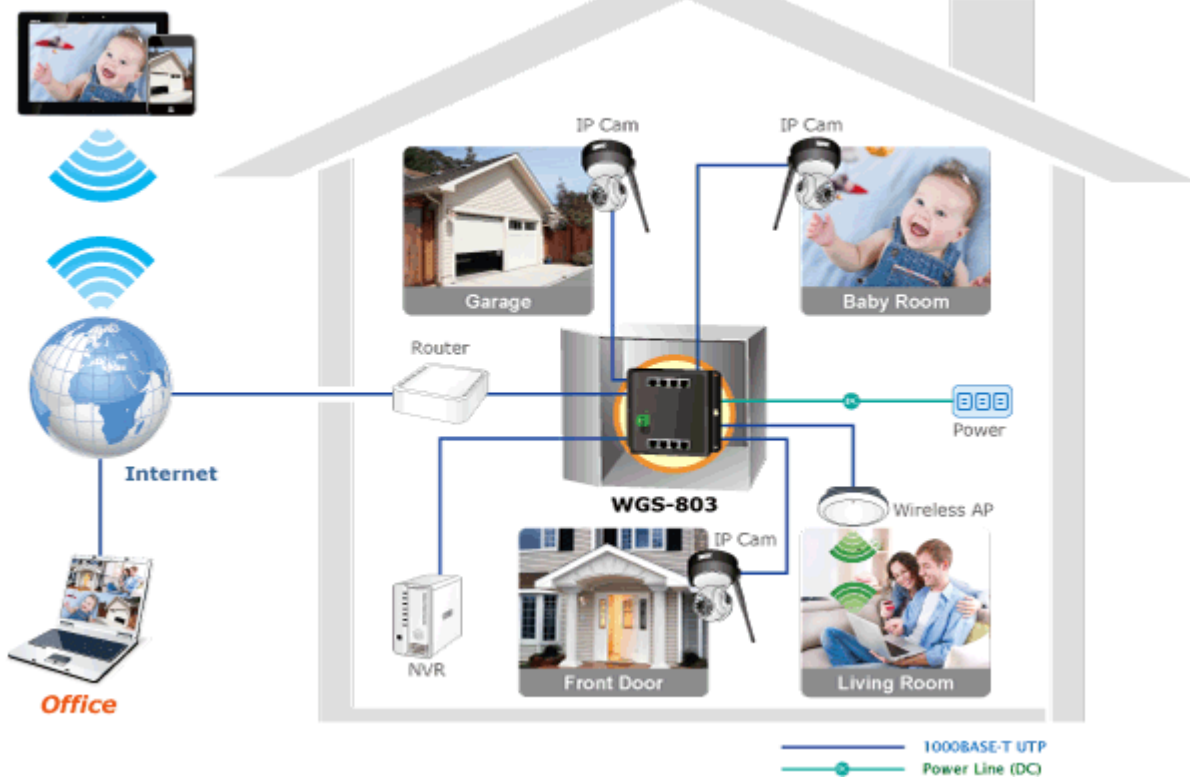 IP Cam
IP Cam
Garage
Baby Room
Router
Power
Internet
WGS-803
Wireless AP
IP Cam
NVR
Front Door
Living Room
Office
1000BASE-T UTP
DC
Power Line (DC)